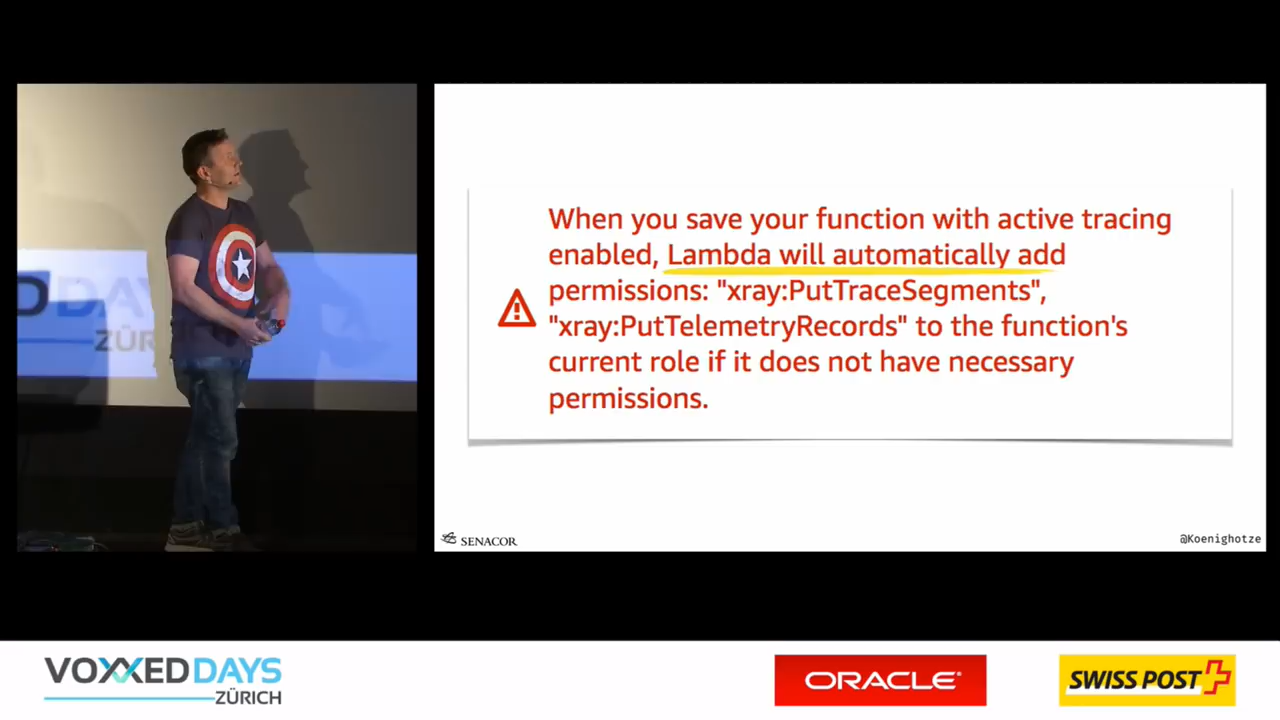 D DAYS
ZÜR
When you save your function with active tracing
enabled, Lambda will automatically add
permissions: "xray:PutTraceSegments",
"xray:PutTelemetryRecords" to the function's
current role if it does not have necessary
permissions.
SENACOR
@Koenighotze
VOXXED DAYS
ZÜRICH
ORACLE
SWISS POST